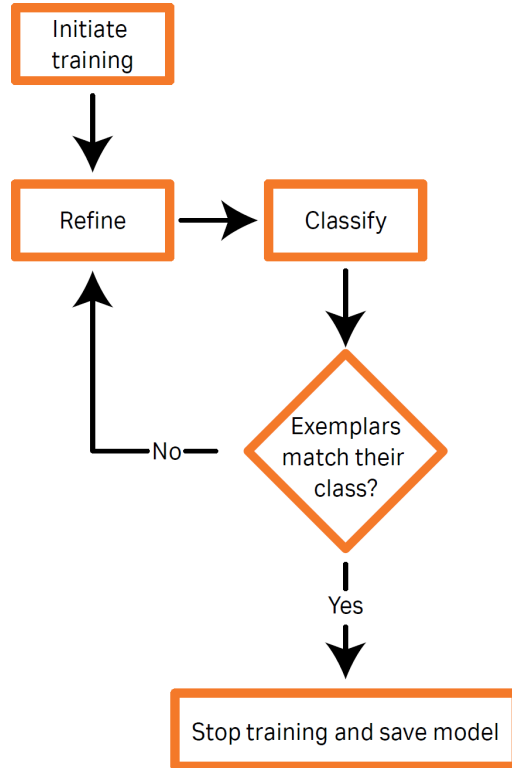 Initiate
training
Refine
Classify
Exemplars
match their
class?
No
Yes
Stop training and save model